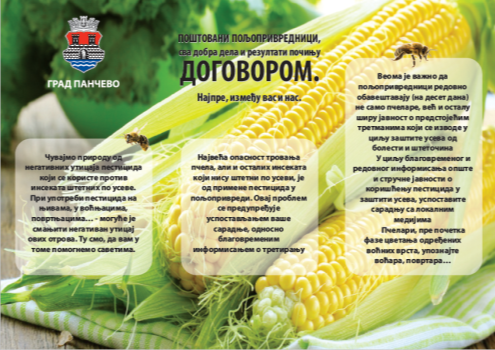 ГРАД ПАНЧЕВО
ПОШТОВАНИ ПОЉОПРИВРЕДНИЦИ,
сва добра дела и резултати почињу
ДОГОВОРОМ.
Најпре, између вас и нас.
Чувајмо природу од
негативних утицаја пестицида
који се користе против
инсеката штетних по усеве.
При употреби пестицида на
њивама, у воћњацима,
повртњацима... - могуће је
смањити негативан утицај
ових отрова. Ту смо, да вам у
томе помогнемо саветима.
Највећа опасност тровања
пчела, али и осталих инсеката
који нису штетни по усеви, је
од примене пестицида у
пољопривреди. Овај проблем
се предупређује
успостављањем ваше
сарадње, односно
благовременим
информисањем о третирању
Веома је важно да
пољопривредници редовно
обавештавају (на десет дана)
не само пчеларе, већ и осталу
ширу јавност о предстојећим
третманима који се изводе у
циљу заштите усева од
болести и штеточина
У циљу благовременог и
редовног информисања опште
и стручне јавности о
коришћењу пестицида у
заштити усева, успоставите
сарадњу са локалним
медијима
Пчелари, пре почетка
фазе цветања одређених
воћних врста, упознајте
воћара, повртара...